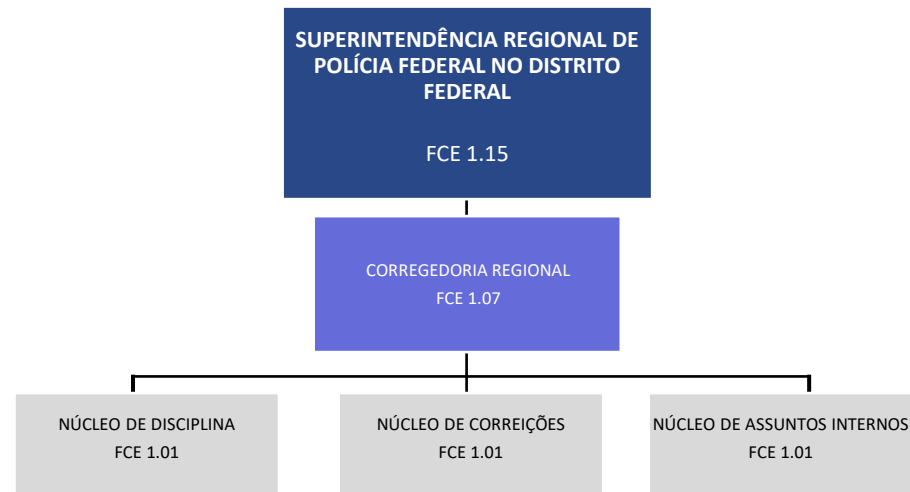 SUPERINTENDÊNCIA REGIONAL DE
POLÍCIA FEDERAL NO DISTRITO
FEDERAL
FCE 1.15
CORREGEDORIA REGIONAL
FCE 1.07
NÚCLEO DE DISCIPLINA
FCE 1.01
NÚCLEO DE CORREIÇÕES
FCE 1.01
NÚCLEO DE ASSUNTOS INTERNOS
FCE 1.01